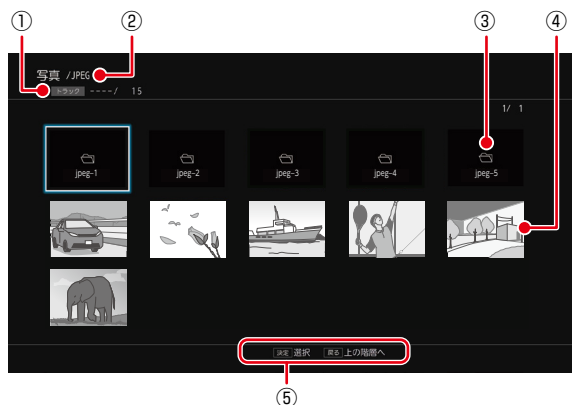 ① ② ③ ④
写真 /JPEG
トラック ----/ 15
1/ 1
jpeg-1 jpeg-2 jpeg-3 jpeg-4 jpeg-5
決定 選択 戻る 上の階層へ
⑤